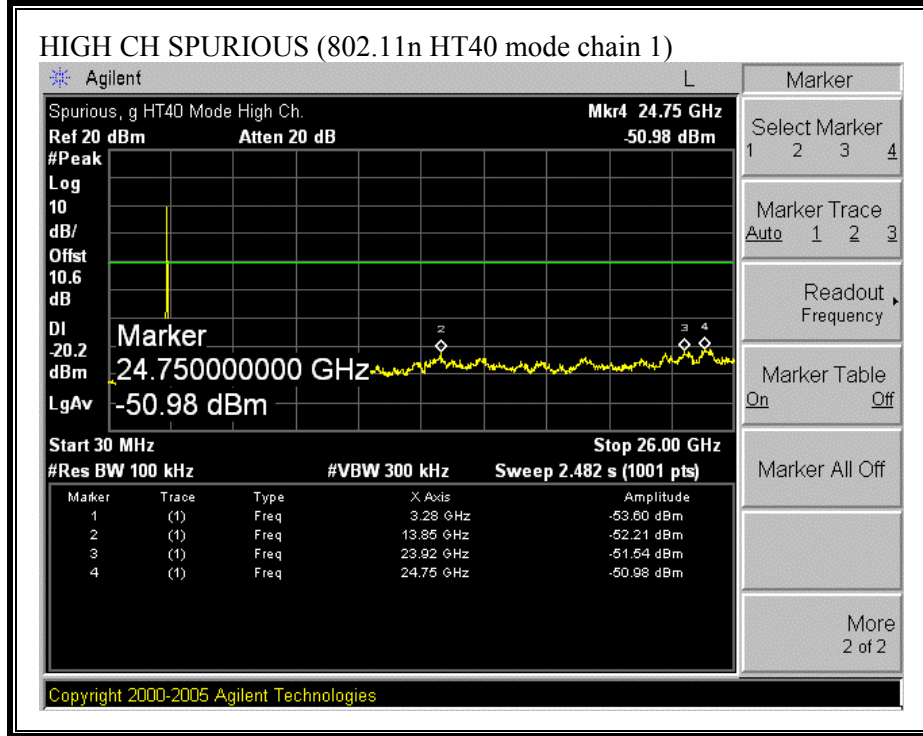 HIGH CH SPURIOUS (802.11n HT40 mode chain 1)
Agilent L Marker
Spurious, g HT40 Mode High Ch. Mkr4 24.75 GHz
Ref 20 dBm Atten 20 dB -50.98 dBm
#Peak
Log
10
dB/
Offst
10.6
dB
DI
-20.2
dBm
LgAv
2
3
4
Marker
24.750000000 GHz
-50.98 dBm
Start 30 MHz Stop 26.00 GHz
#Res BW 100 kHz #VBW 300 kHz Sweep 2.482 s (1001 pts)
Marker Trace Type X Axis Amplitude
1 (1) Freq 3.28 GHz -53.60 dBm
2 (1) Freq 13.85 GHz -52.21 dBm
3 (1) Freq 23.92 GHz -51.54 dBm
4 (1) Freq 24.75 GHz -50.98 dBm
Select Marker
1 2 3 4
Marker Trace
Auto 1 2 3
Readout
Frequency
Marker Table
On Off
Marker All Off
More
2 of 2
Copyright 2000-2005 Agilent Technologies